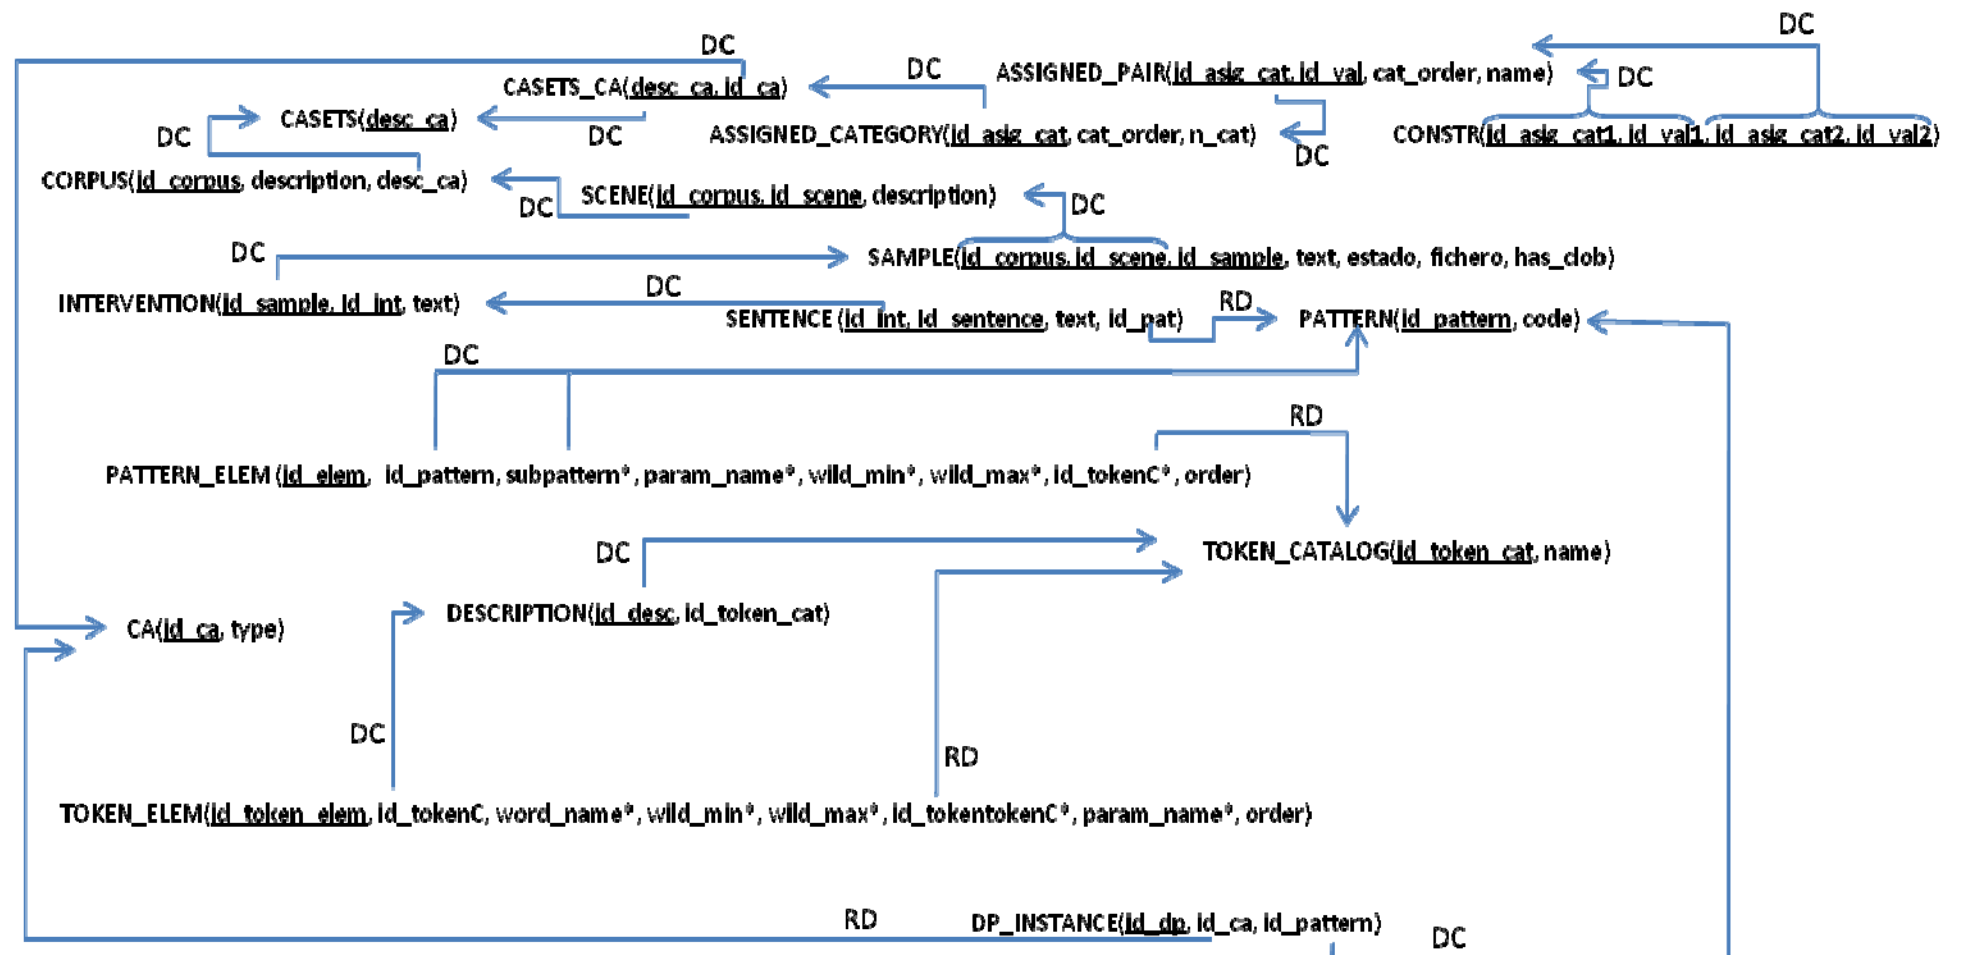 DC
DC
DC
ASSIGNED_PAIR(id_asig_cat, id_val, cat_order, name)
DC
CASETS_CA(desc_ca, id_ca)
CASETS(desc_ca)
DC
DC
ASSIGNED_CATEGORY(id_asig_cat, cat_order, n_cat)
CONSTR(id_asig_cat1, id_val1, id_asig_cat2, id_val2)
DC
CORPUS(id_corpus, description, desc_ca)
SCENE(id_corpus, id_scene, description)
DC
DC
DC
SAMPLE(id_corpus, id_scene, id_sample, text, estado, fichero, has_clob)
DC
INTERVENTION(id_sample, id_int, text)
RD
SENTENCE (id_int, id_sentence, text, id_pat)
PATTERN(id_pattern, code)
DC
RD
PATTERN_ELEM (id_elem, id_pattern, subpattern*, param_name*, wild_min*, wild_max*, id_tokenC*, order)
DC
TOKEN_CATALOG(id_token_cat, name)
DESCRIPTION(id_desc, id_token_cat)
CA(id_ca, type)
DC
RD
TOKEN_ELEM(id_token_elem, id_tokenC, word_name*, wild_min*, wild_max*, id_tokentokenC*, param_name*, order)
RD
DP_INSTANCE(id_dp, id_ca, id_pattern)
DC